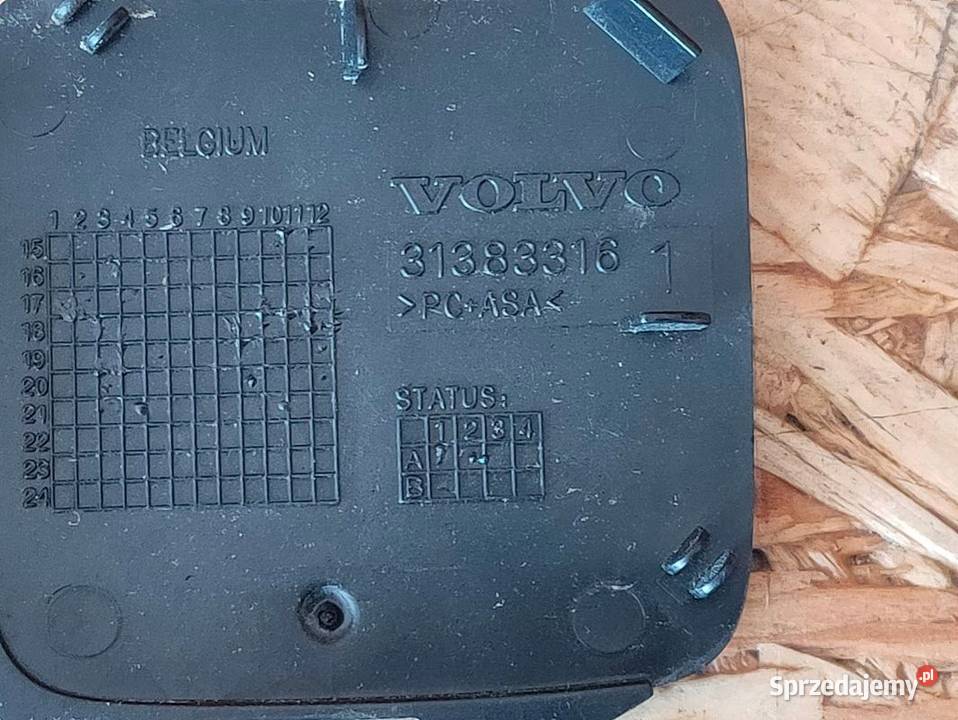 BELGIUM
VOLVO
1 2 3 4 5 6 7 8 9 10 11 12
15
16
17
18
19
20
21
22
23
24
31383316 1
>PC+ASA<
STATUS:
1 2 3 4
A
B
Sprzedajemy.pl